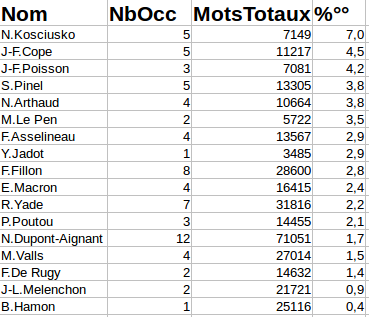 Nom NbOcc MotsTotaux %°°
N.Kosciusko 5 7149 7,0
J-F.Cope 5 11217 4,5
J-F.Poisson 3 7081 4,2
S.Pinel 5 13305 3,8
N.Arthaud 4 10664 3,8
M.Le Pen 2 5722 3,5
F.Asselineau 4 13567 2,9
Y.Jadot 1 3485 2,9
F.Fillon 8 28600 2,8
E.Macron 4 16415 2,4
R.Yade 7 31816 2,2
P.Poutou 3 14455 2,1
N.Dupont-Aignant 12 71051 1,7
M.Valls 4 27014 1,5
F.De Rugy 2 14632 1,4
J-L.Melenchon 2 21721 0,9
B.Hamon 1 25116 0,4